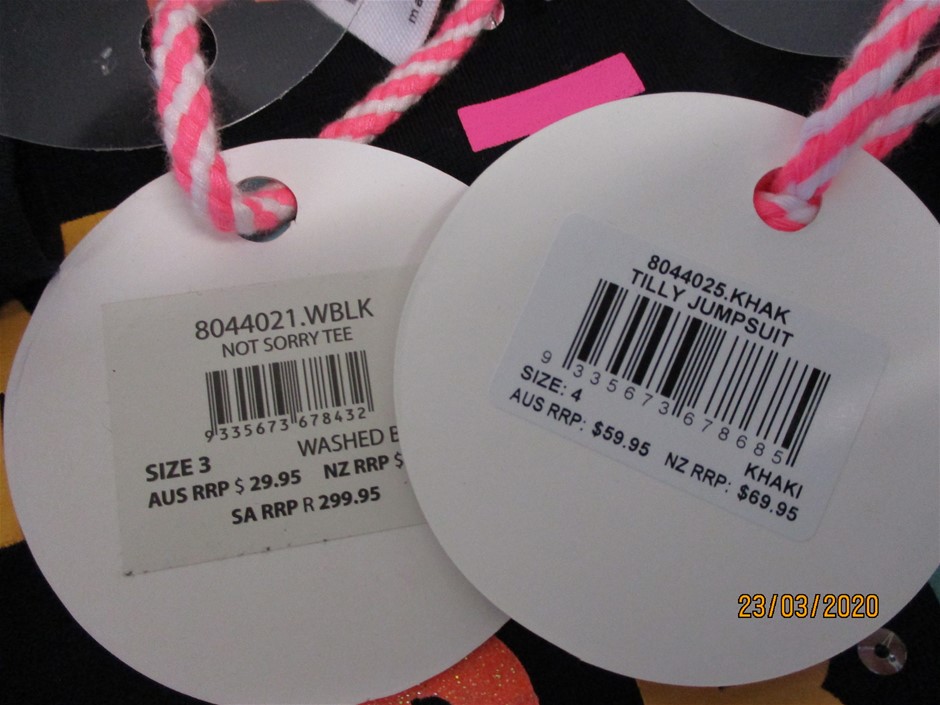 8044021.WBLK
NOT SORRY TEE
9 335673 678432
WASHED
SIZE 3
AUS RRP $ 29.95 NZ RRP $
SA RRP R 299.95
8044025.KHAK
TILLY JUMPSUIT
9 335673 678685
SIZE: 4
KHAKI
AUS RRP: $59.95 NZ RRP: $69.95
23/03/2020